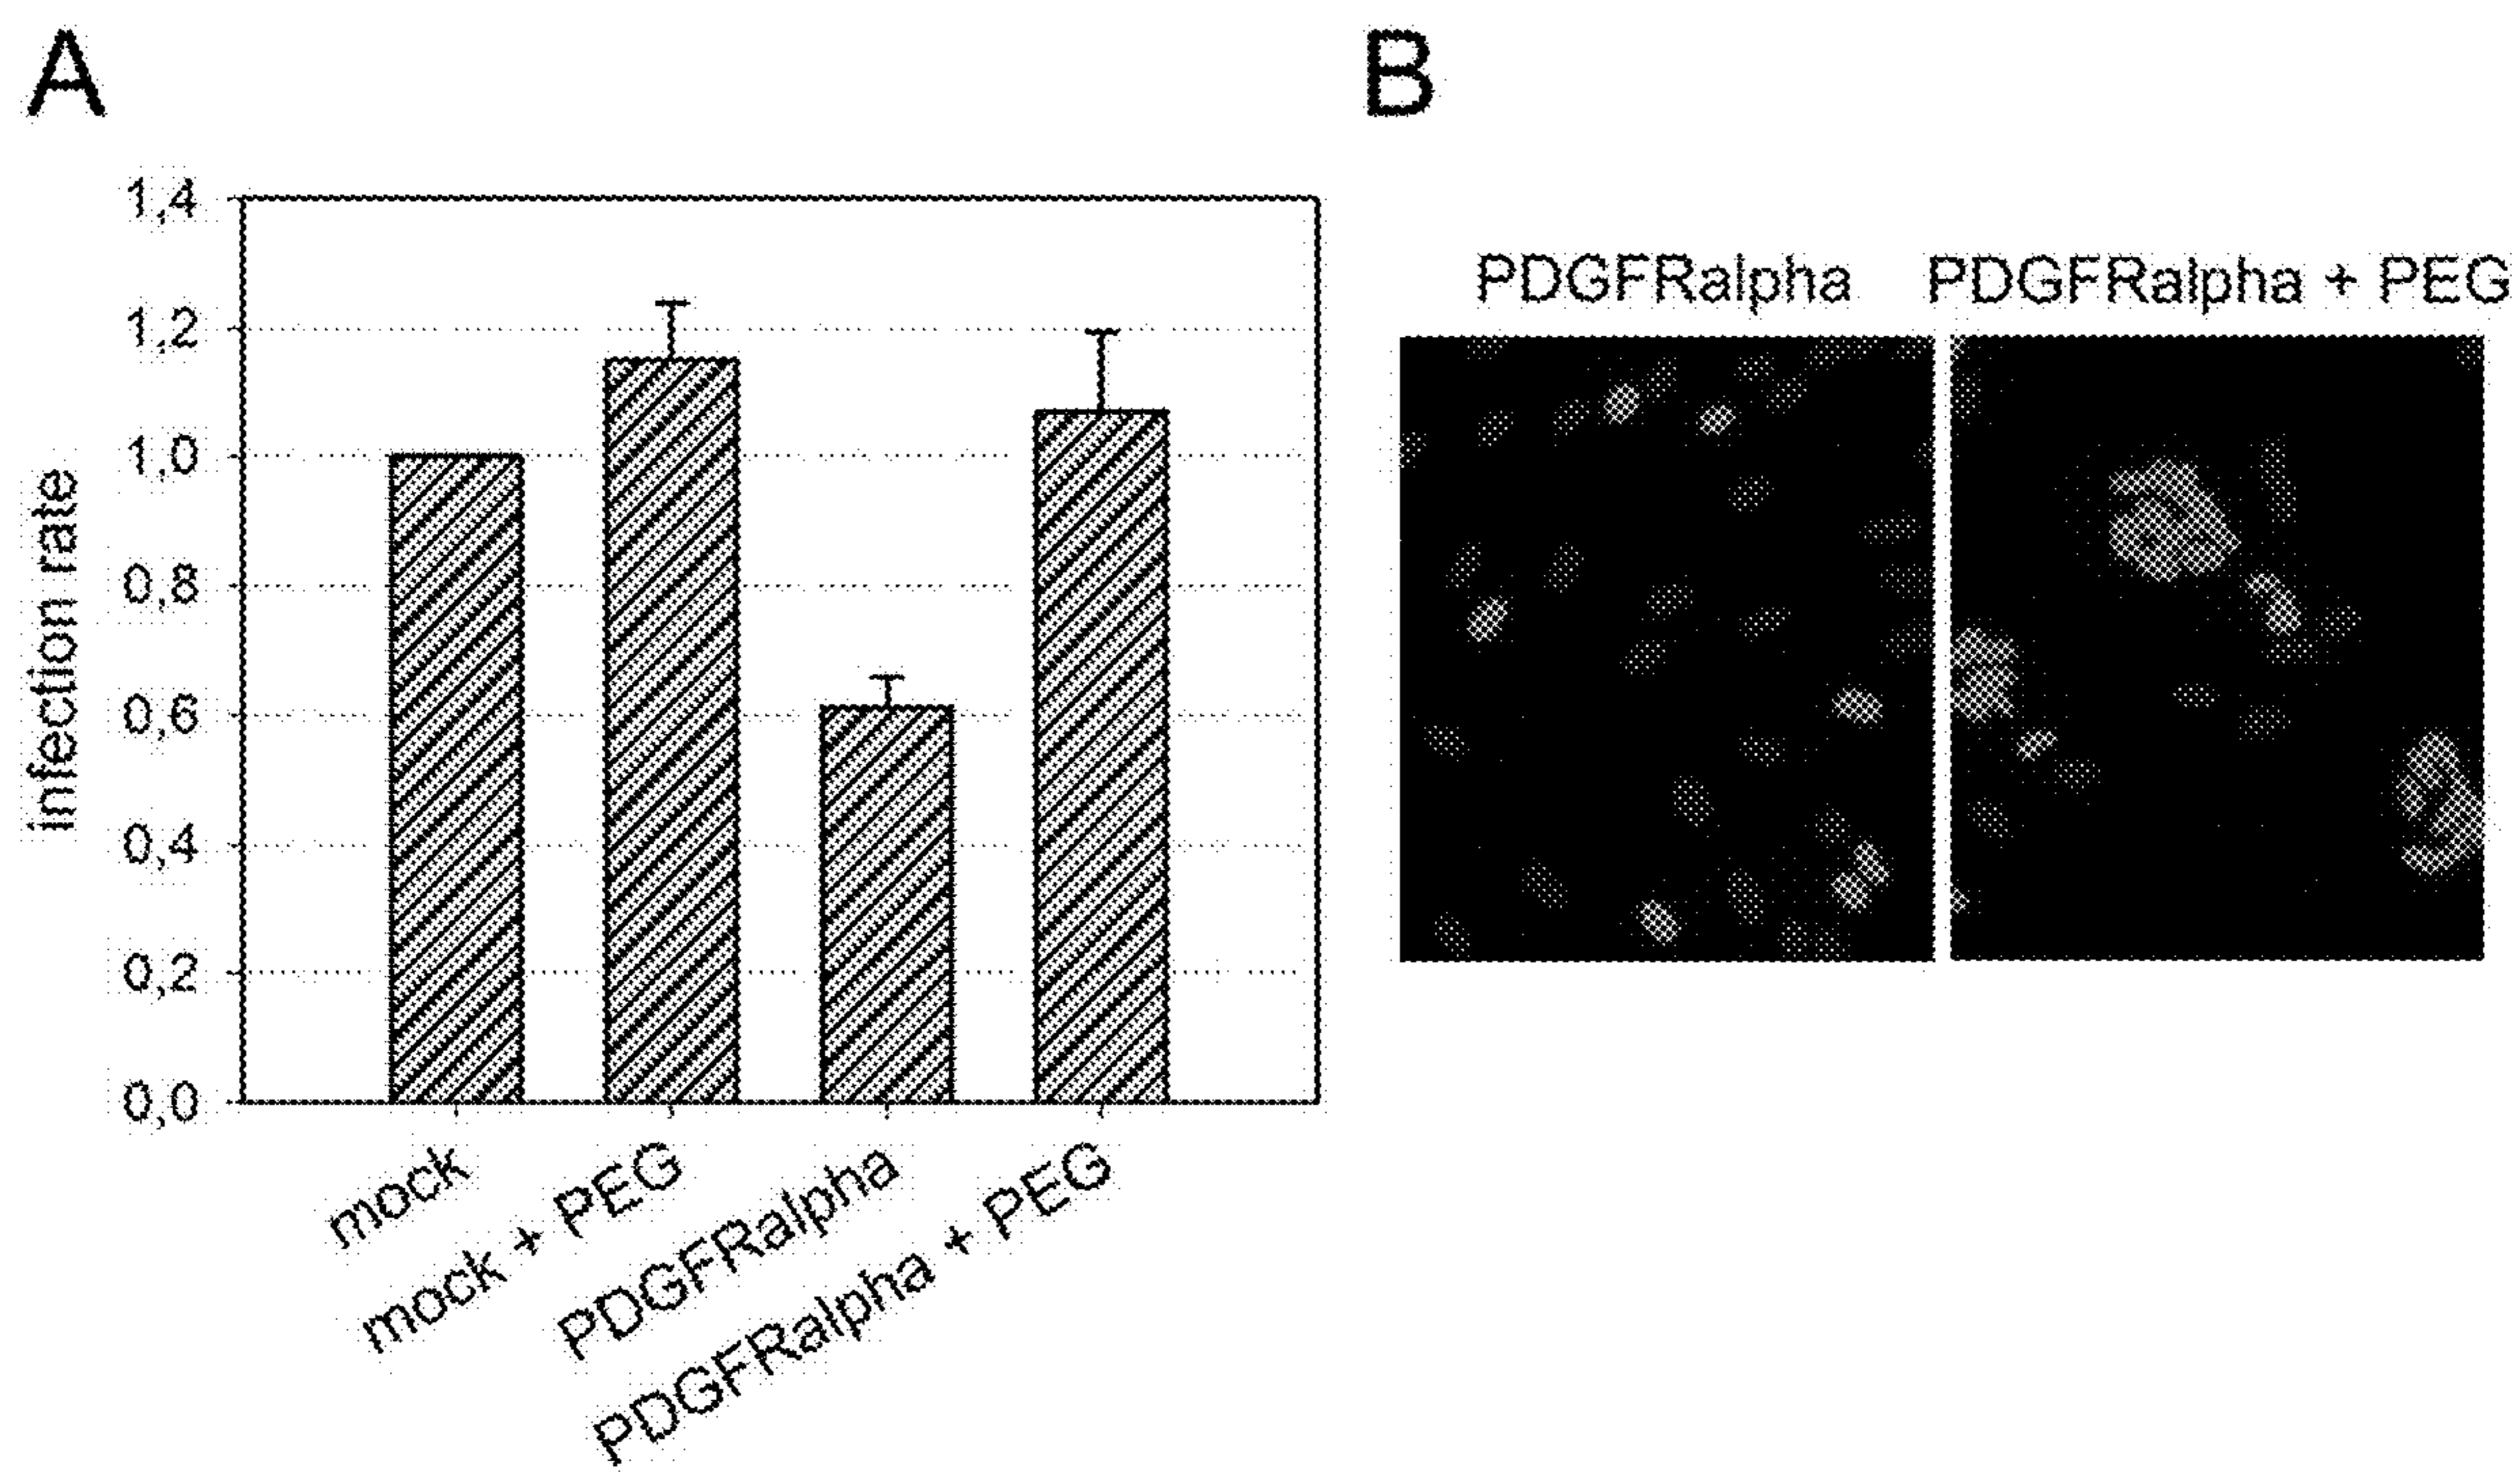 A
B
1,4
1,2
1,0
0,8
0,6
0,4
0,2
0,0
infection rate
mock
mock + PEG
PDGFRalpha
PDGFRalpha + PEG
PDGFRalpha
PDGFRalpha + PEG